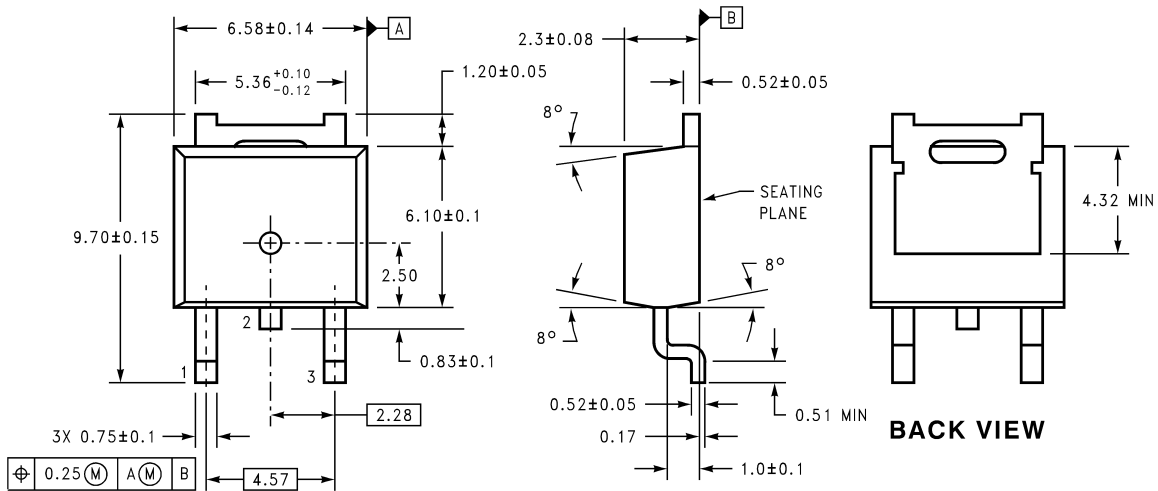 6.58±0.14
A
5.36 +0.10 -0.12
1.20±0.05
9.70±0.15
6.10±0.1
2.50
2
0.83±0.1
1
3
2.28
3X 0.75±0.1
⌖ 0.25 Ⓜ A Ⓜ B
4.57
B
2.3±0.08
0.52±0.05
8°
SEATING
PLANE
8°
8°
0.52±0.05
0.51 MIN
0.17
1.0±0.1
4.32 MIN
BACK VIEW